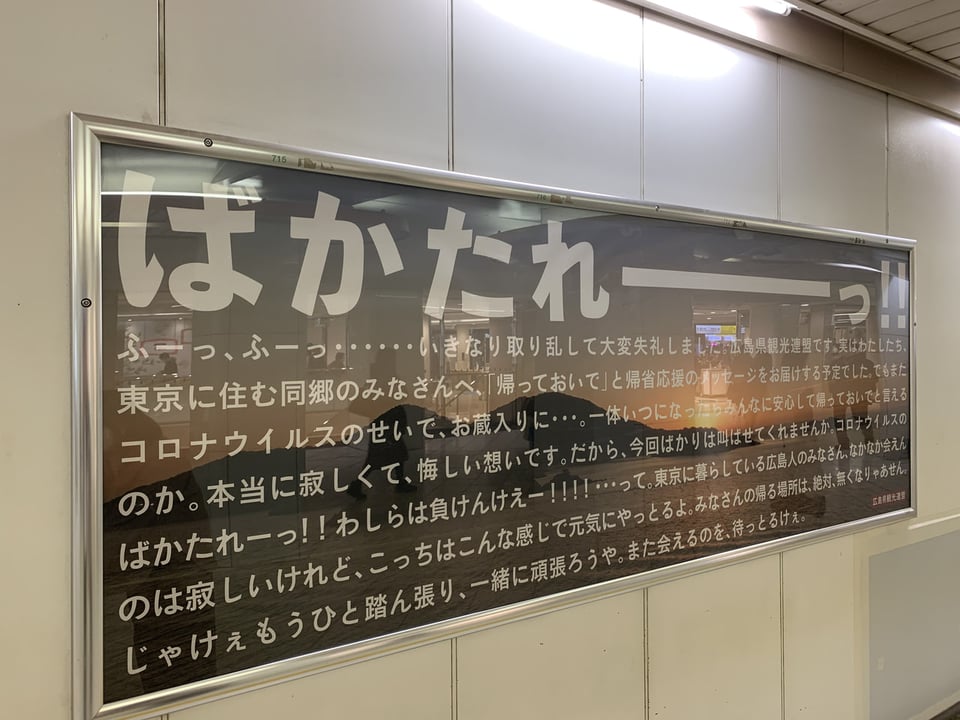 ばかたれーーっ!!
ふーっ、ふーっ‥‥‥‥いきなり取り乱して大変失礼しました。広島県観光連盟です。実はわたしたち、
東京に住む同郷のみなさんへ、「帰っておいで」と帰省応援のメッセージをお届けする予定でした。でもまた
コロナウイルスのせいで、お蔵入りに…。一体いつになったらみんなに安心して帰っておいでと言える
のか。本当に寂しくて、悔しい想いです。だから、今回ばかりは叫ばせてくれませんか。コロナウイルスの
ばかたれーっ!!わしらは負けんけえー!!!!…って。東京に暮らしている広島人のみなさん、なかなか会えん
のは寂しいけれど、こっちはこんな感じで元気にやっとるよ。みなさんの帰る場所は、絶対、無くなりゃあせん。
じゃけぇもうひと踏ん張り、一緒に頑張ろうや。また会えるのを、待っとるけぇ。
広島県観光連盟
715